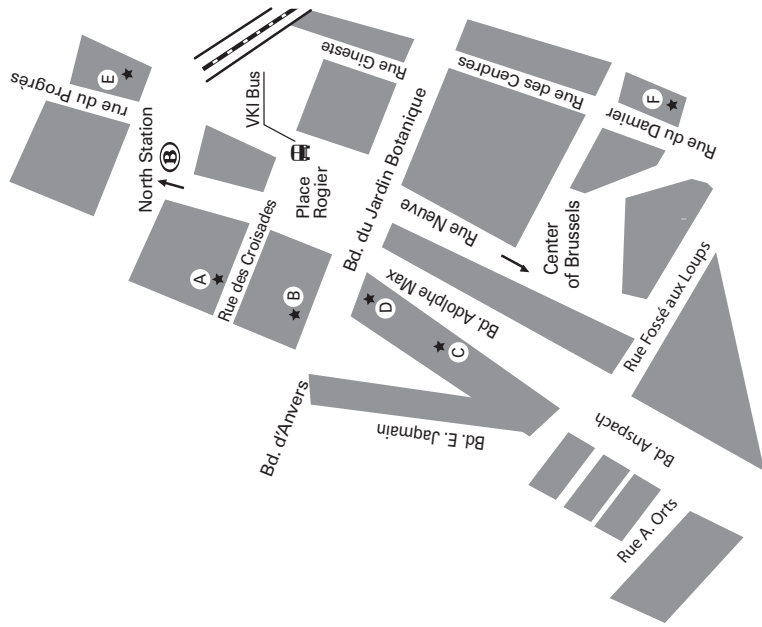 rue du Progrès
E
North Station
B
VKI Bus
Rue Gineste
Rue des Cendres
F
Rue du Damier
Place
Rogier
Bd. du Jardin Botanique
Rue Neuve
Center
of Brussels
A
Rue des Croisades
B
D
Bd. Adolphe Max
C
Rue Fossé aux Loups
Bd. d'Anvers
Bd. E. Jaqmain
Bd. Anspach
Rue A. Orts